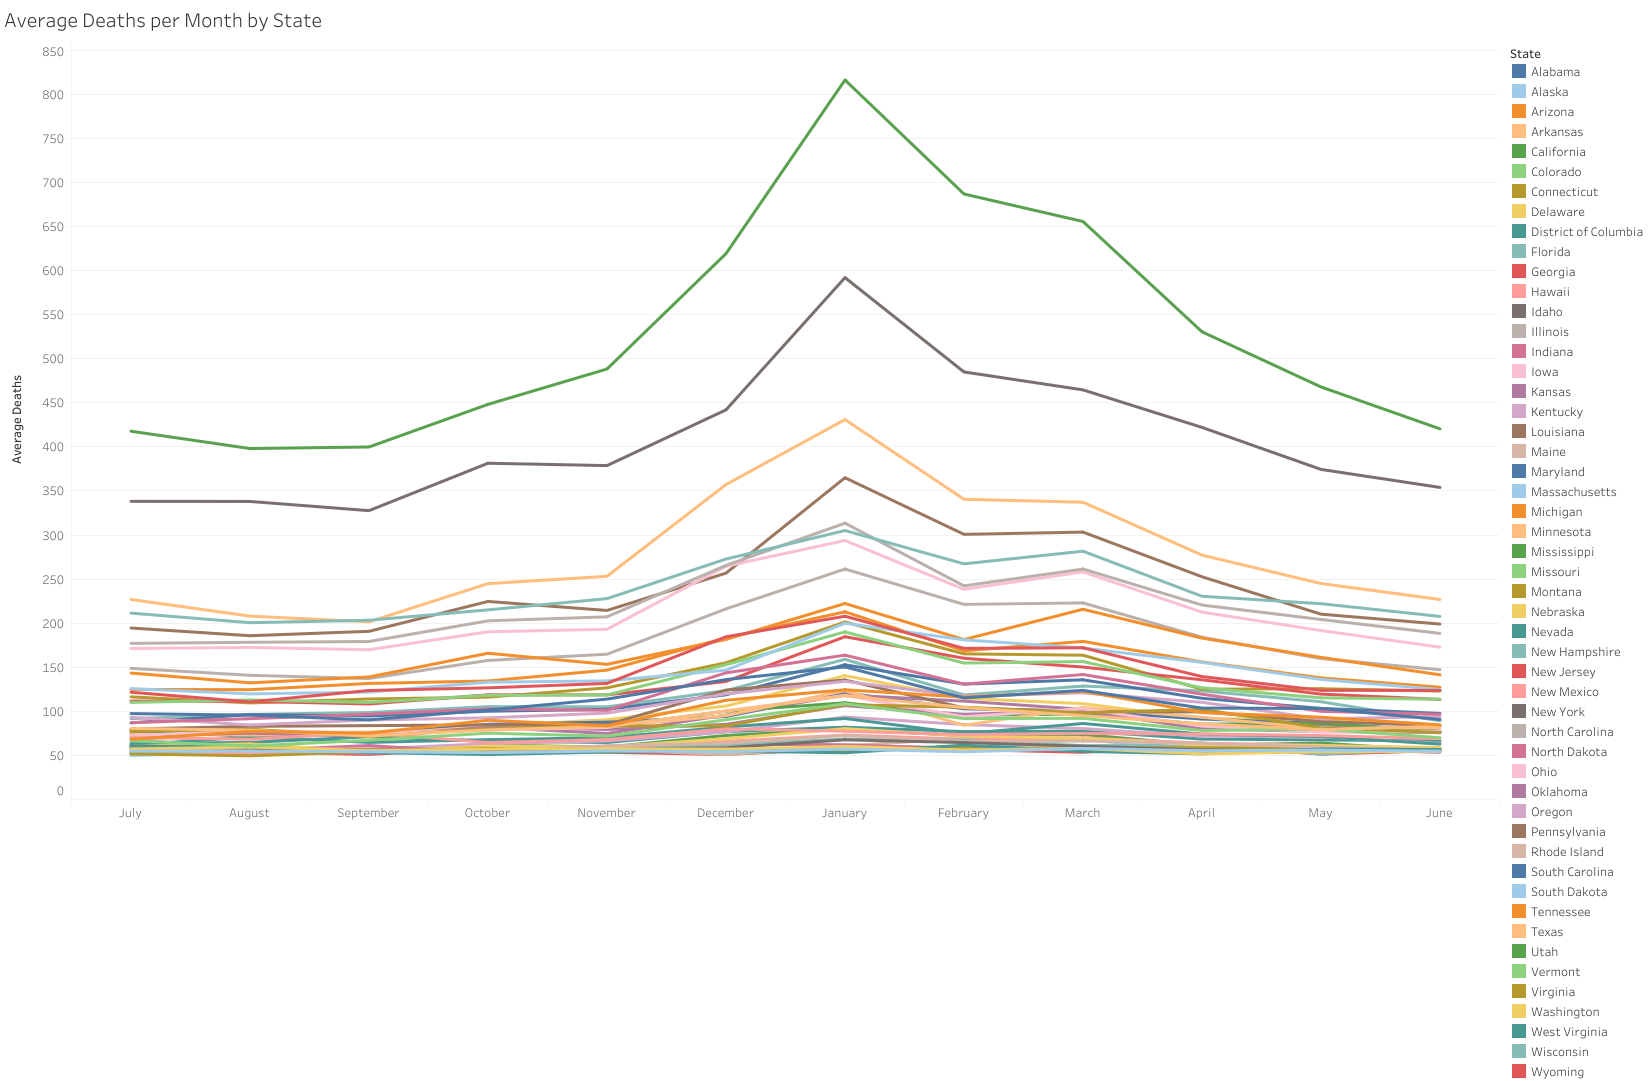 Average Deaths per Month by State
State
850
800
750
700
650
600
550
500
450
400
350
300
250
200
150
100
50
0
Average Deaths
July August September October November December January February March April May June
Alabama
Alaska
Arizona
Arkansas
California
Colorado
Connecticut
Delaware
District of Columbia
Florida
Georgia
Hawaii
Idaho
Illinois
Indiana
Iowa
Kansas
Kentucky
Louisiana
Maine
Maryland
Massachusetts
Michigan
Minnesota
Mississippi
Missouri
Montana
Nebraska
Nevada
New Hampshire
New Jersey
New Mexico
New York
North Carolina
North Dakota
Ohio
Oklahoma
Oregon
Pennsylvania
Rhode Island
South Carolina
South Dakota
Tennessee
Texas
Utah
Vermont
Virginia
Washington
West Virginia
Wisconsin
Wyoming